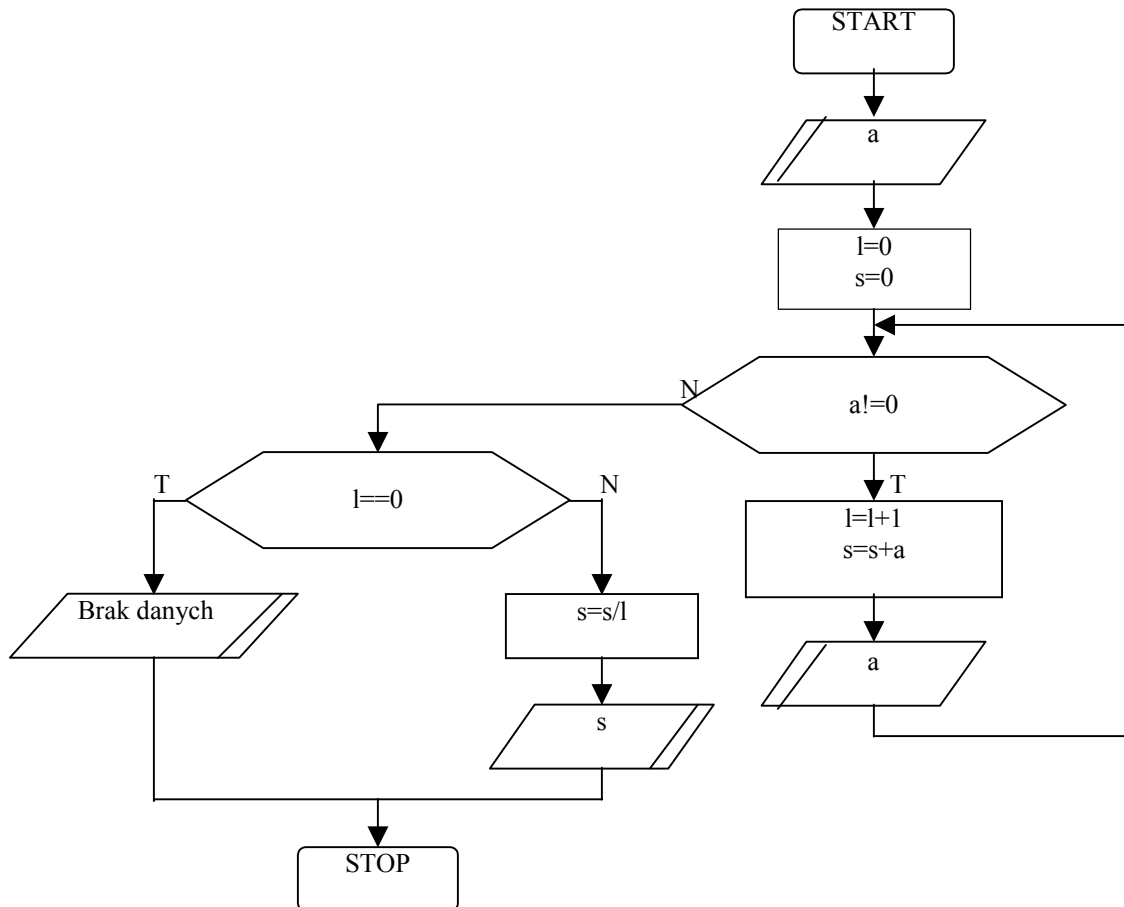 START
a
l=0
s=0
N
a!=0
T
l==0
N
T
l=l+1
s=s+a
Brak danych
s=s/l
a
s
STOP